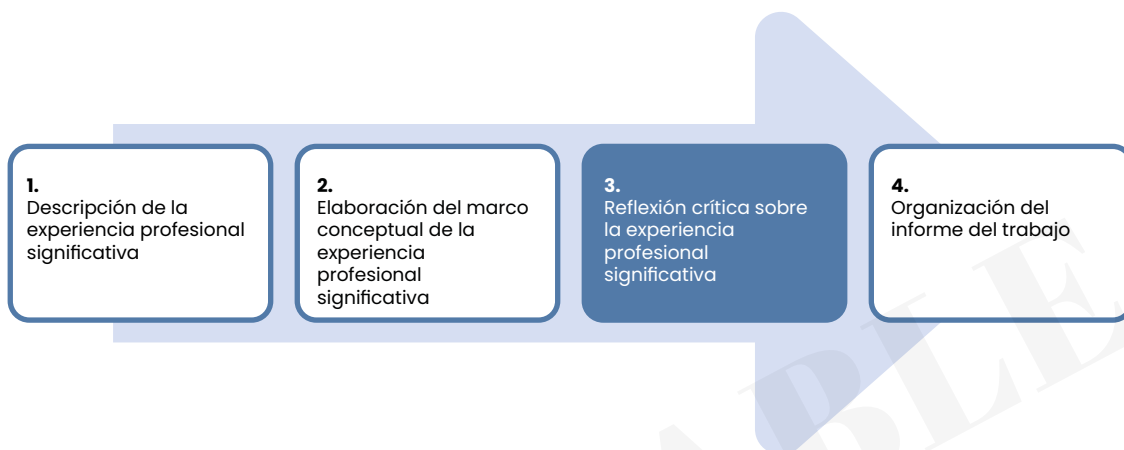 1.
Descripción de la
experiencia profesional
significativa
2.
Elaboración del marco
conceptual de la
experiencia
profesional
significativa
3.
Reflexión crítica sobre
la experiencia
profesional
significativa
4.
Organización del
informe del trabajo
ABLE